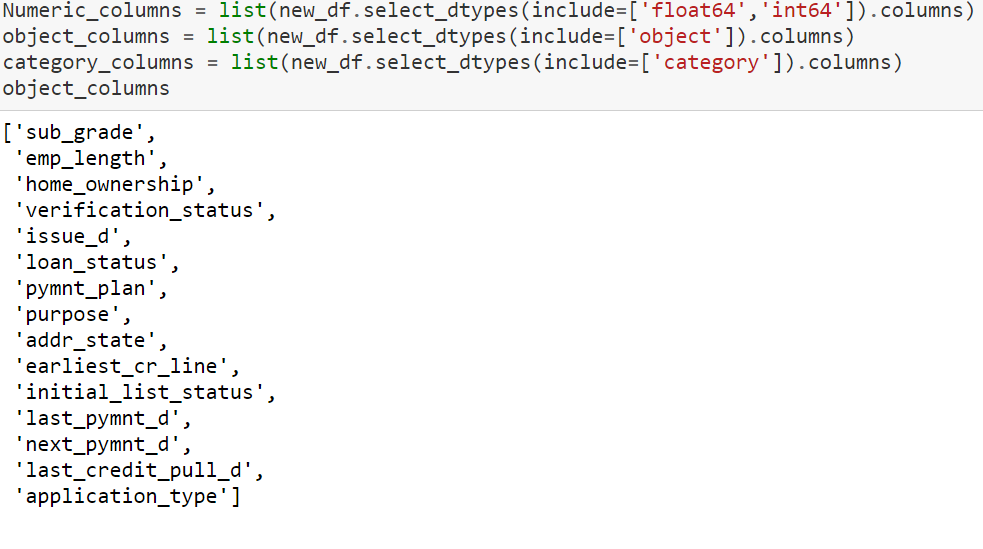 Numeric_columns = list(new_df.select_dtypes(include=['float64','int64']).columns)
object_columns = list(new_df.select_dtypes(include=['object']).columns)
category_columns = list(new_df.select_dtypes(include=['category']).columns)
object_columns
['sub_grade',
 'emp_length',
 'home_ownership',
 'verification_status',
 'issue_d',
 'loan_status',
 'pymnt_plan',
 'purpose',
 'addr_state',
 'earliest_cr_line',
 'initial_list_status',
 'last_pymnt_d',
 'next_pymnt_d',
 'last_credit_pull_d',
 'application_type']